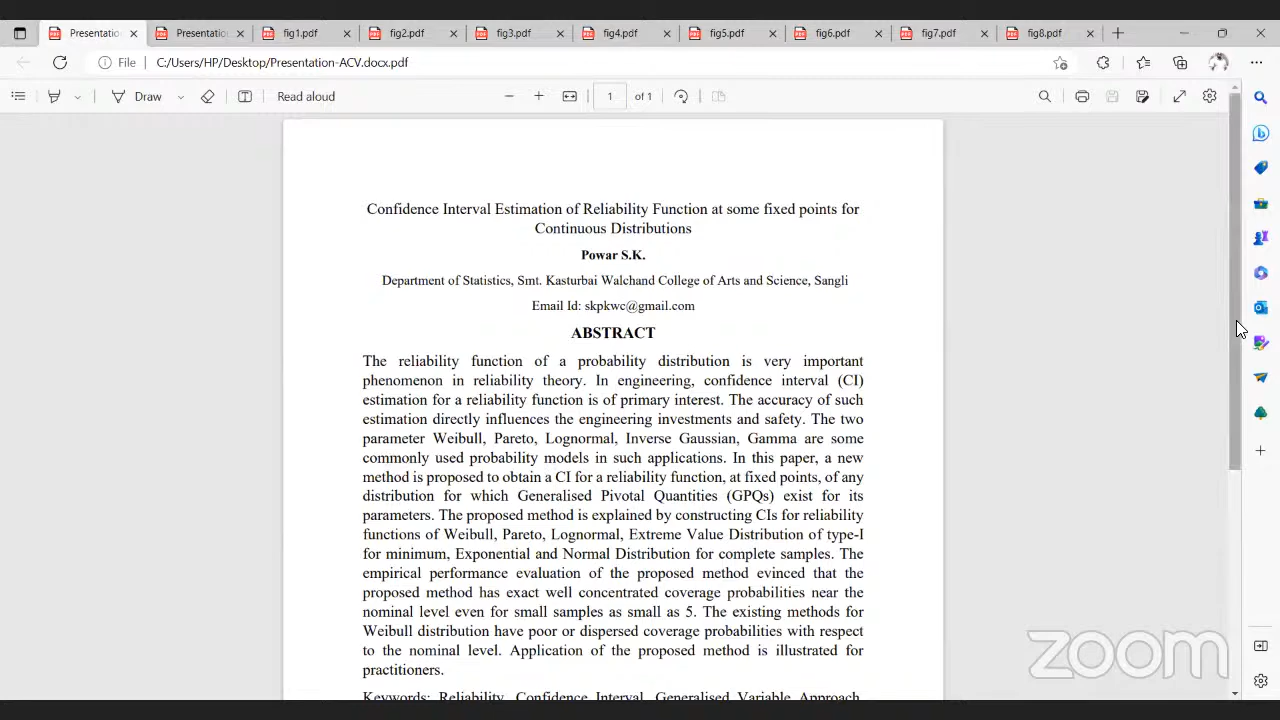 Presentatio
Presentatio
fig1.pdf
fig2.pdf
fig3.pdf
fig4.pdf
fig5.pdf
fig6.pdf
fig7.pdf
fig8.pdf
File C:/Users/HP/Desktop/Presentation-ACV.docx.pdf
Draw Read aloud 1 of 1
Confidence Interval Estimation of Reliability Function at some fixed points for
Continuous Distributions
Powar S.K.
Department of Statistics, Smt. Kasturbai Walchand College of Arts and Science, Sangli
Email Id: skpkwc@gmail.com
ABSTRACT
The reliability function of a probability distribution is very important
phenomenon in reliability theory. In engineering, confidence interval (CI)
estimation for a reliability function is of primary interest. The accuracy of such
estimation directly influences the engineering investments and safety. The two
parameter Weibull, Pareto, Lognormal, Inverse Gaussian, Gamma are some
commonly used probability models in such applications. In this paper, a new
method is proposed to obtain a CI for a reliability function, at fixed points, of any
distribution for which Generalised Pivotal Quantities (GPQs) exist for its
parameters. The proposed method is explained by constructing CIs for reliability
functions of Weibull, Pareto, Lognormal, Extreme Value Distribution of type-I
for minimum, Exponential and Normal Distribution for complete samples. The
empirical performance evaluation of the proposed method evinced that the
proposed method has exact well concentrated coverage probabilities near the
nominal level even for small samples as small as 5. The existing methods for
Weibull distribution have poor or dispersed coverage probabilities with respect
to the nominal level. Application of the proposed method is illustrated for
practitioners.
Keywords: Reliability, Confidence Interval, Generalised Variable Approach,
zoom